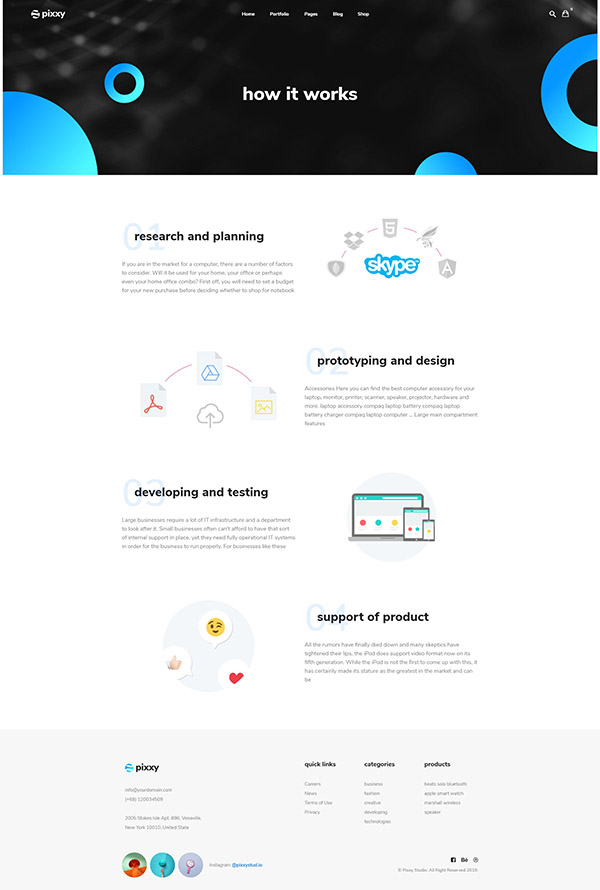 pixxy
Home Portfolio Pages Blog Shop
how it works
01
research and planning
If you are in the market for a computer, there are a number of factors
to consider. Will it be used for your home, your office or perhaps
even your home office combo? First off, you will need to set a budget
for your new purchase before deciding whether to shop for notebook
skype
02
prototyping and design
Accessories Here you can find the best computer accessory for your
laptop, monitor, printer, scanner, speaker, projector, hardware and
more. laptop accessory compaq laptop battery compaq laptop
battery charger compaq laptop computer ... Large main compartment
features
03
developing and testing
Large businesses require a lot of IT infrastructure and a department
to look after it. Small businesses often can't afford to have that sort
of internal support in place, yet they need fully operational IT systems
in order for the business to run properly. For businesses like these
04
support of product
All the rumors have finally died down and many skeptics have
tightened their lips, the iPod does support video format now on its
fifth generation. While the iPod is not the first to come up with this, it
has certainly made its stature as the greatest in the market and can
be
pixxy
info@yourdomain.com
(+68) 120034509
2005 Stokes Isle Apt. 896, Venaville,
New York 10010, United State
quick links
Careers
News
Terms of Use
Privacy
categories
business
fashion
creative
developing
technologies
products
beats solo bluetooth
apple smart watch
marshall wireless
speaker
Instagram: @pixxystud.io
Bē
© Pixxy Studio. All Right Reserved 2018.